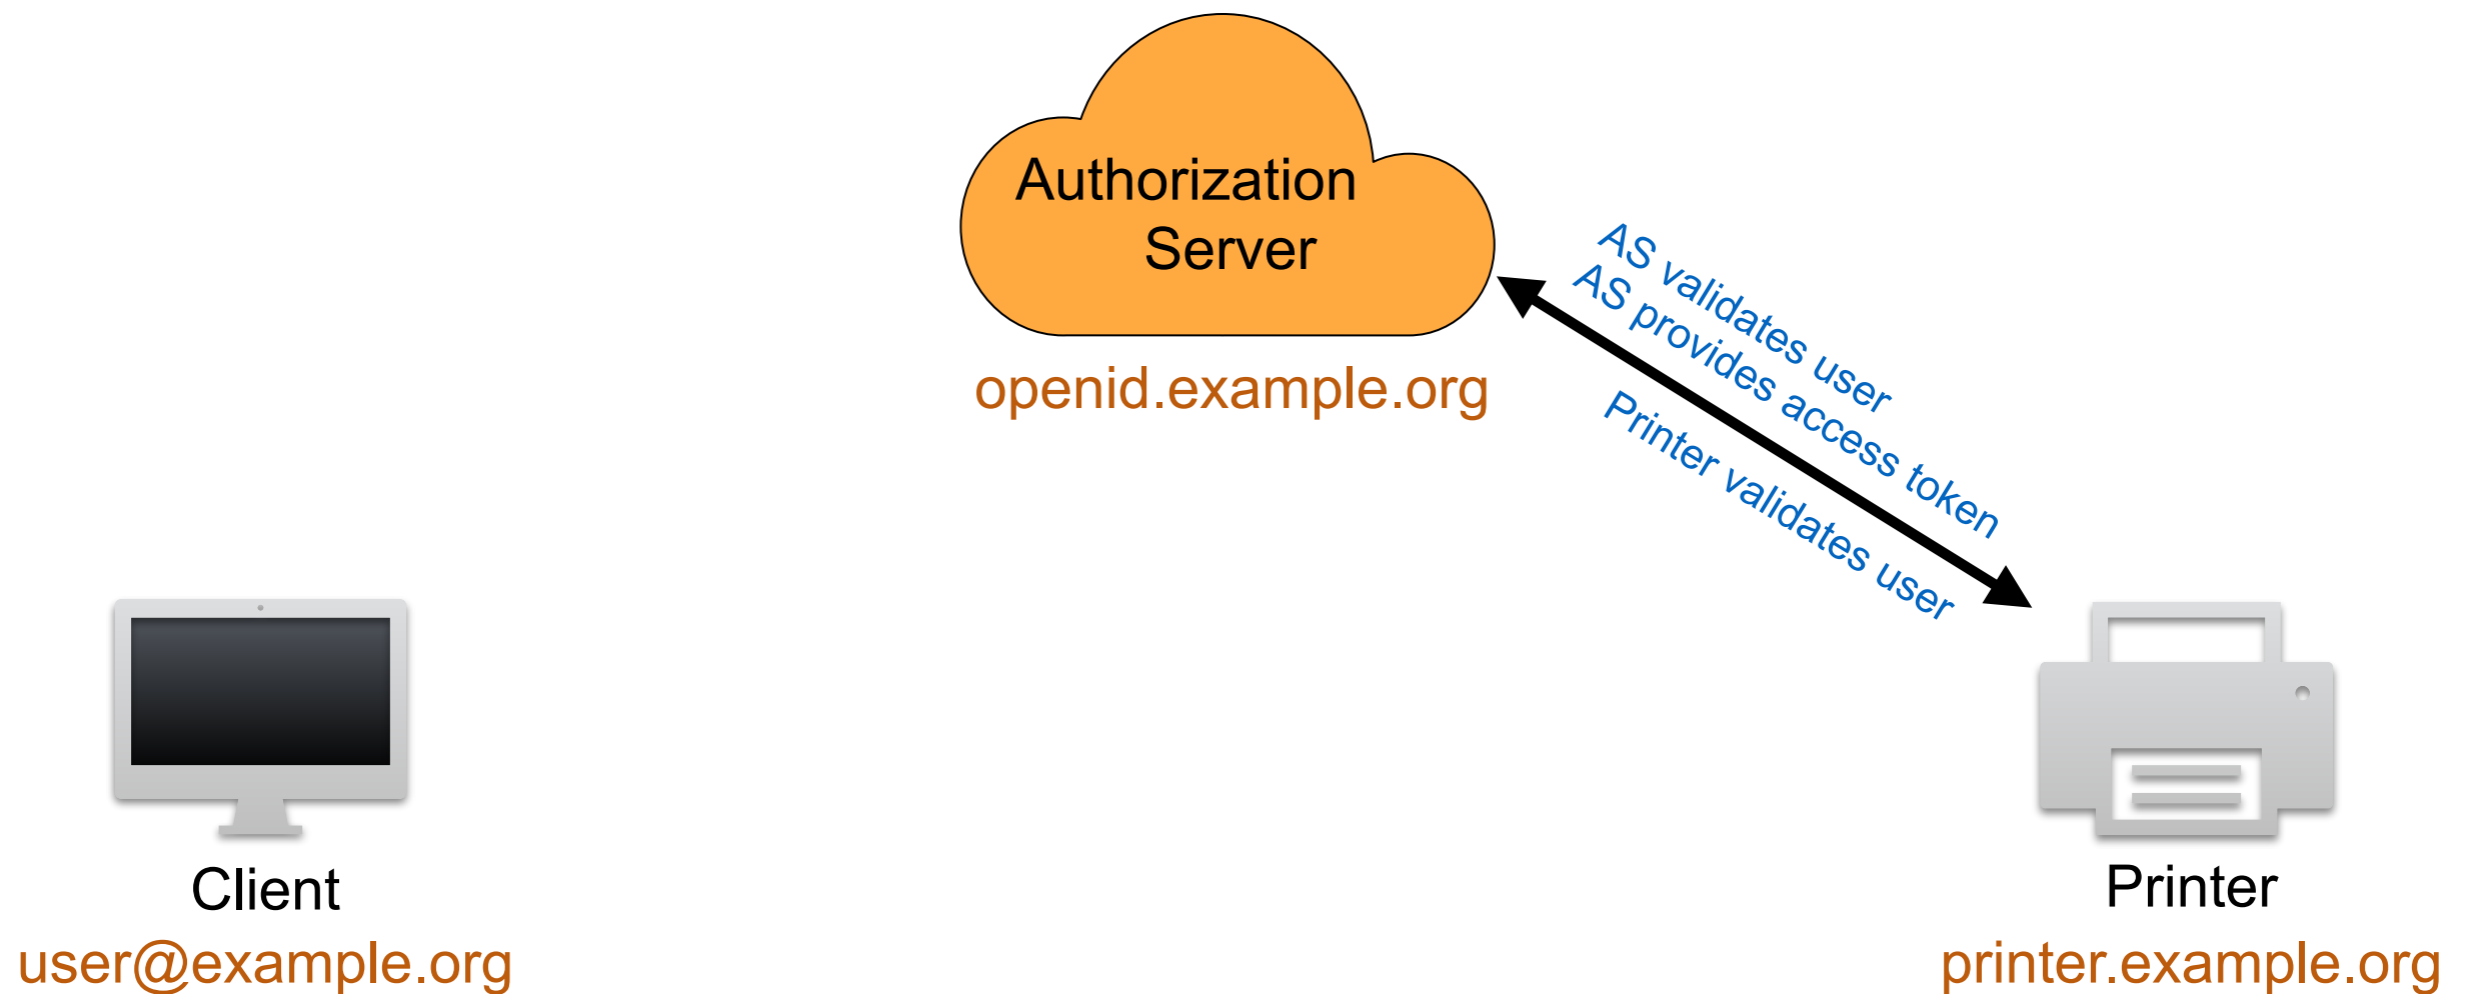 Authorization
Server
openid.example.org
AS validates user
AS provides access token
Printer validates user
Client
user@example.org
Printer
printer.example.org